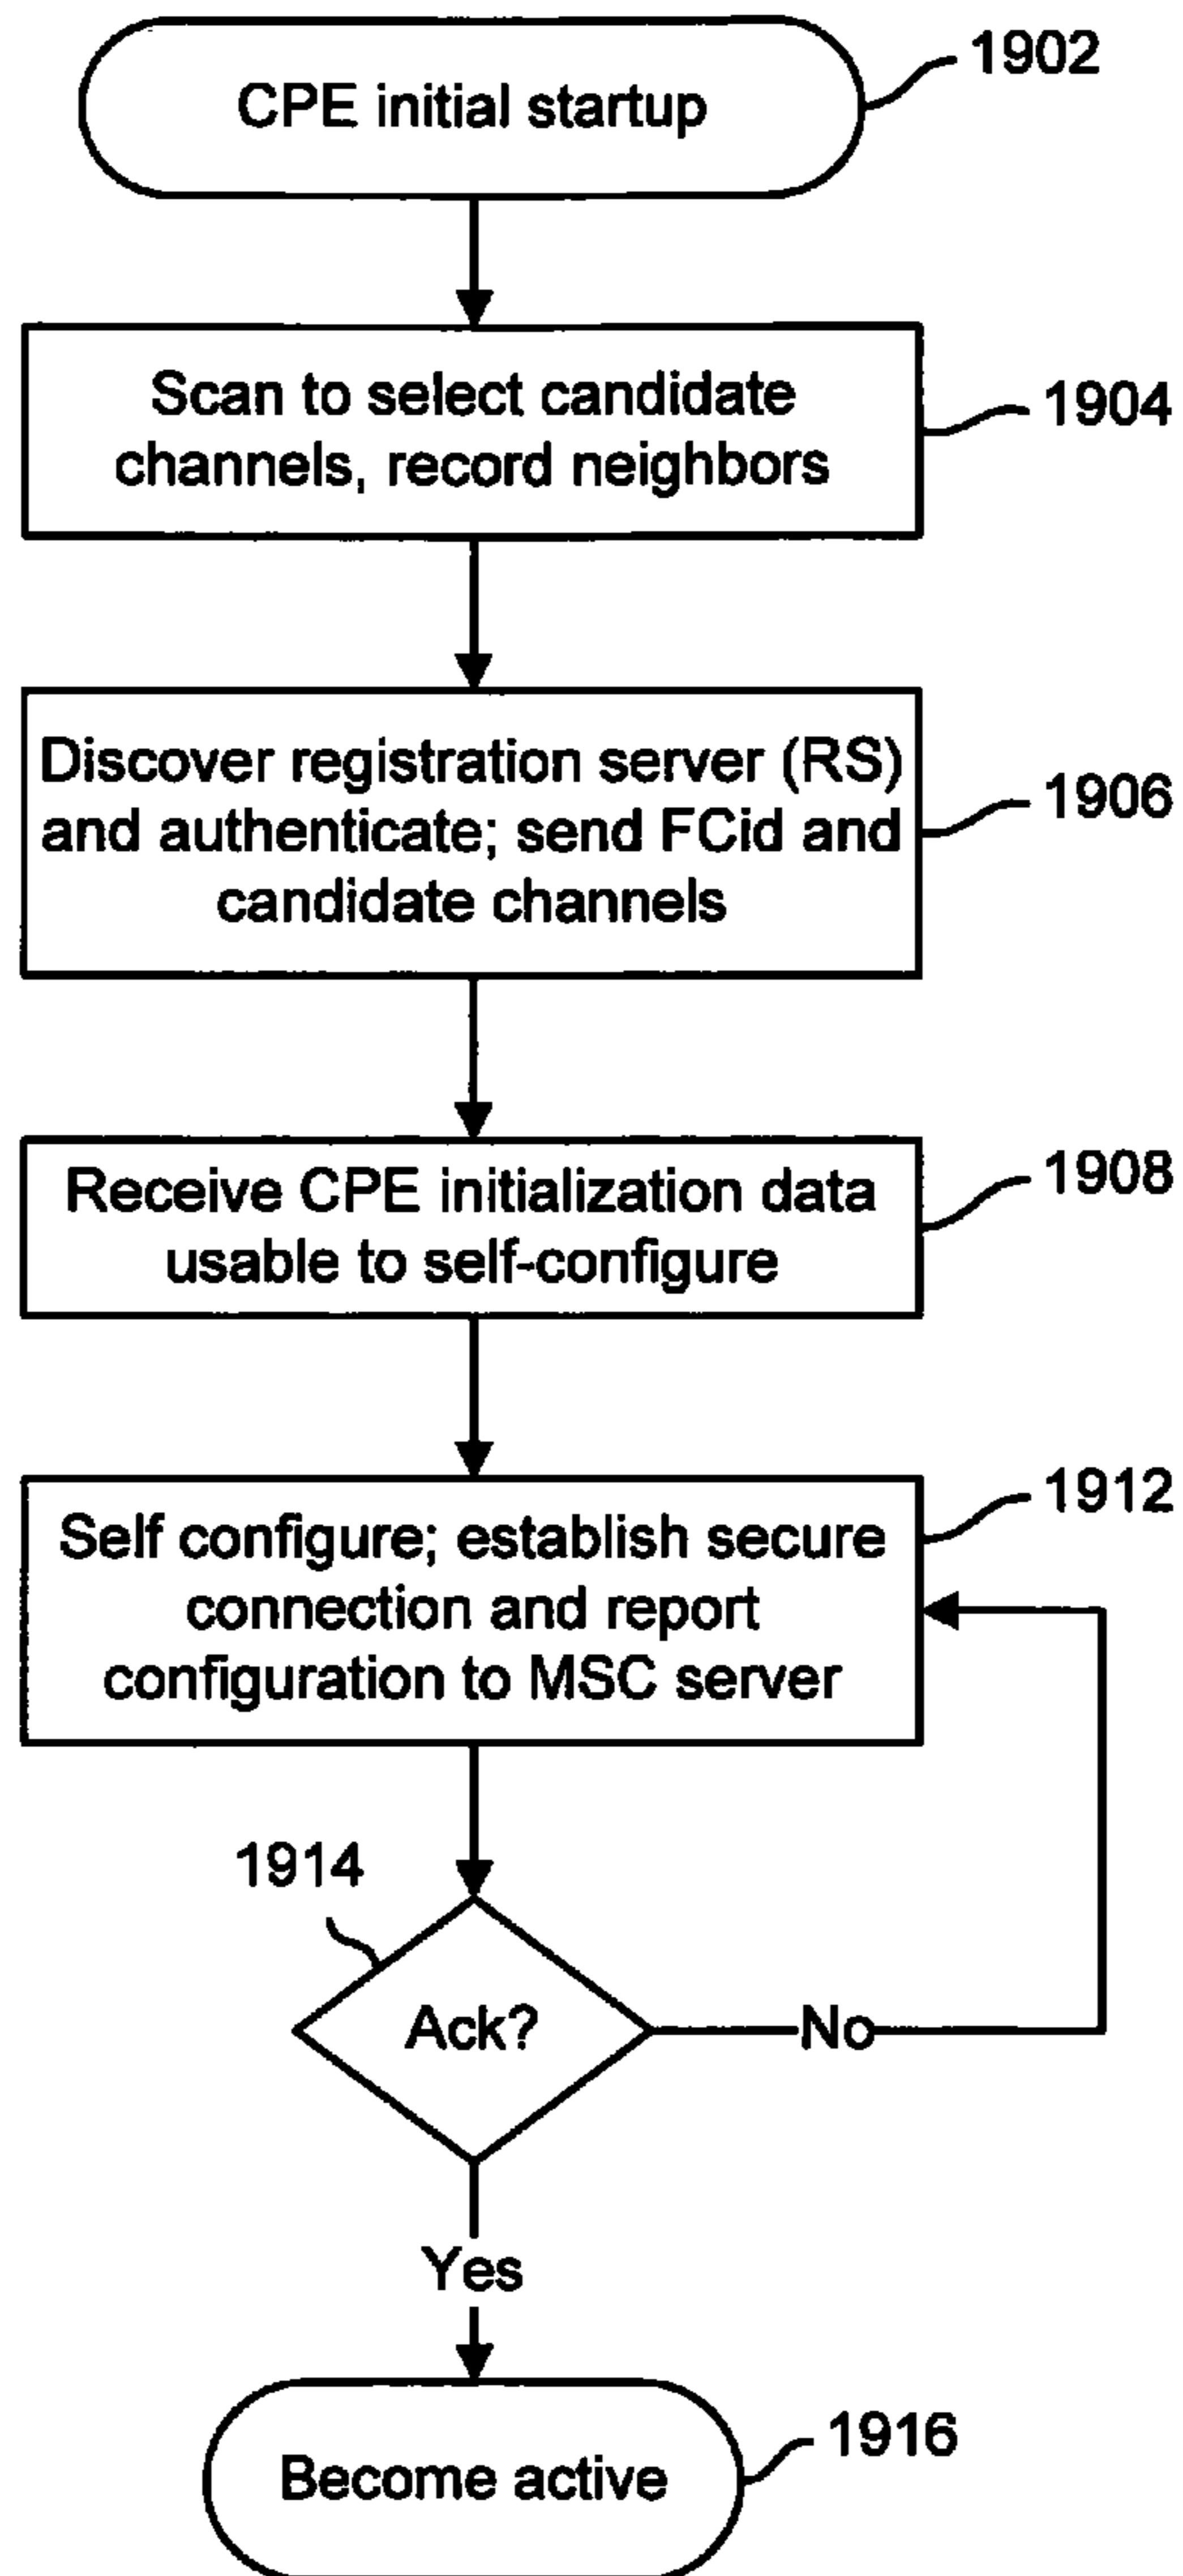 CPE initial startup
1902
Scan to select candidate
channels, record neighbors
1904
Discover registration server (RS)
and authenticate; send FCid and
candidate channels
1906
Receive CPE initialization data
usable to self-configure
1908
Self configure; establish secure
connection and report
configuration to MSC server
1912
1914
Ack?
No
Yes
Become active
1916